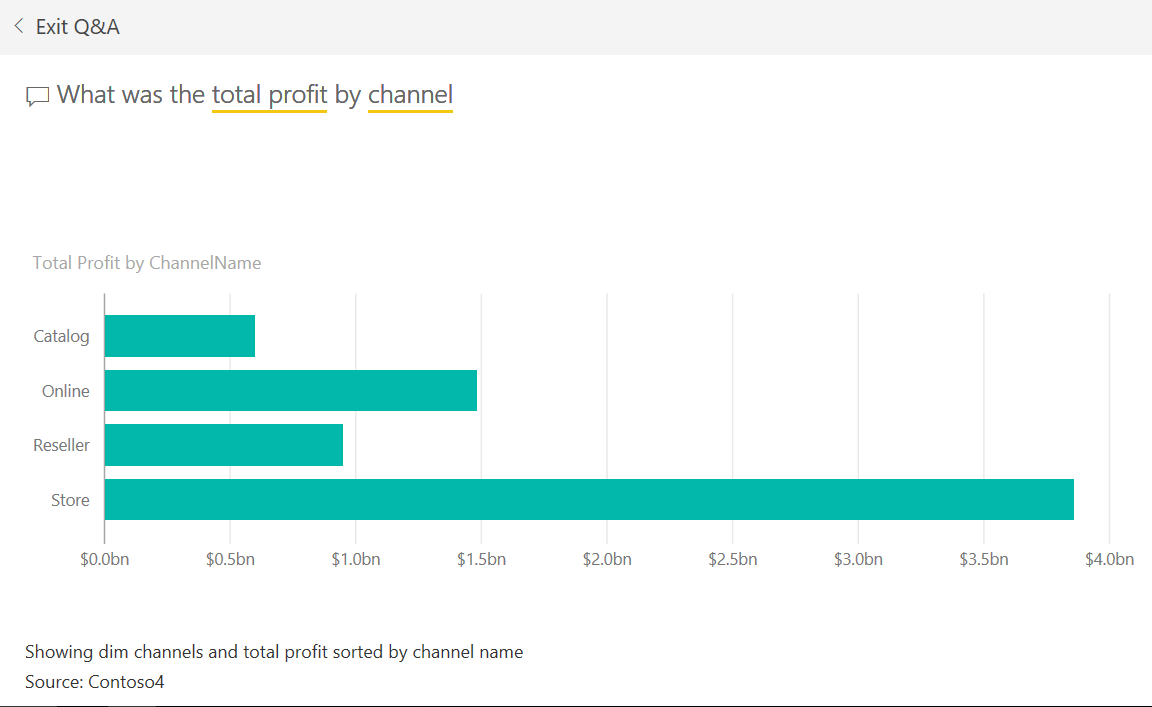 Exit Q&A
What was the total profit by channel
Total Profit by ChannelName
Catalog
Online
Reseller
Store
$0.0bn $0.5bn $1.0bn $1.5bn $2.0bn $2.5bn $3.0bn $3.5bn $4.0bn
Showing dim channels and total profit sorted by channel name
Source: Contoso4